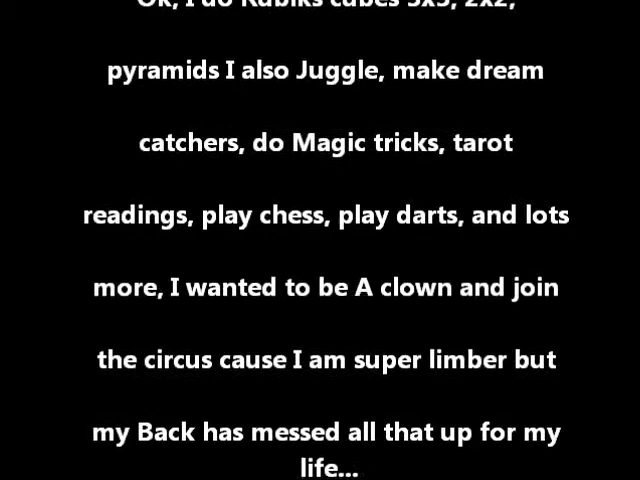 Ok, I do Rubiks cubes 3x3, 2x2,
pyramids I also Juggle, make dream
catchers, do Magic tricks, tarot
readings, play chess, play darts, and lots
more, I wanted to be A clown and join
the circus cause I am super limber but
my Back has messed all that up for my
life...